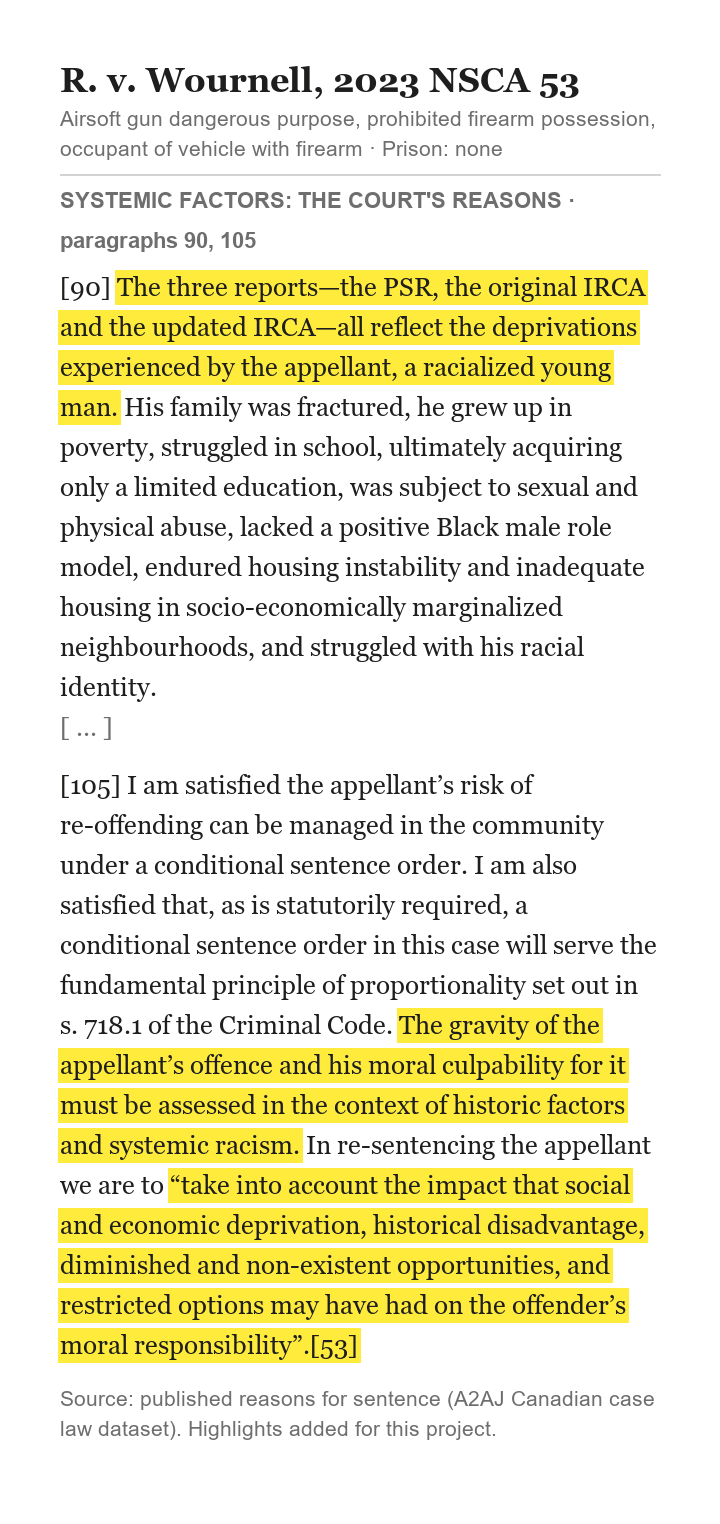 R. v. Wournell, 2023 NSCA 53
Airsoft gun dangerous purpose, prohibited firearm possession,
occupant of vehicle with firearm · Prison: none
SYSTEMIC FACTORS: THE COURT'S REASONS ·
paragraphs 90, 105
[90] The three reports—the PSR, the original IRCA
and the updated IRCA—all reflect the deprivations
experienced by the appellant, a racialized young
man. His family was fractured, he grew up in
poverty, struggled in school, ultimately acquiring
only a limited education, was subject to sexual and
physical abuse, lacked a positive Black male role
model, endured housing instability and inadequate
housing in socio-economically marginalized
neighbourhoods, and struggled with his racial
identity.
[ ... ]
[105] I am satisfied the appellant’s risk of
re-offending can be managed in the community
under a conditional sentence order. I am also
satisfied that, as is statutorily required, a
conditional sentence order in this case will serve the
fundamental principle of proportionality set out in
s. 718.1 of the Criminal Code. The gravity of the
appellant’s offence and his moral culpability for it
must be assessed in the context of historic factors
and systemic racism. In re-sentencing the appellant
we are to “take into account the impact that social
and economic deprivation, historical disadvantage,
diminished and non-existent opportunities, and
restricted options may have had on the offender’s
moral responsibility”.[53]
Source: published reasons for sentence (A2AJ Canadian case
law dataset). Highlights added for this project.